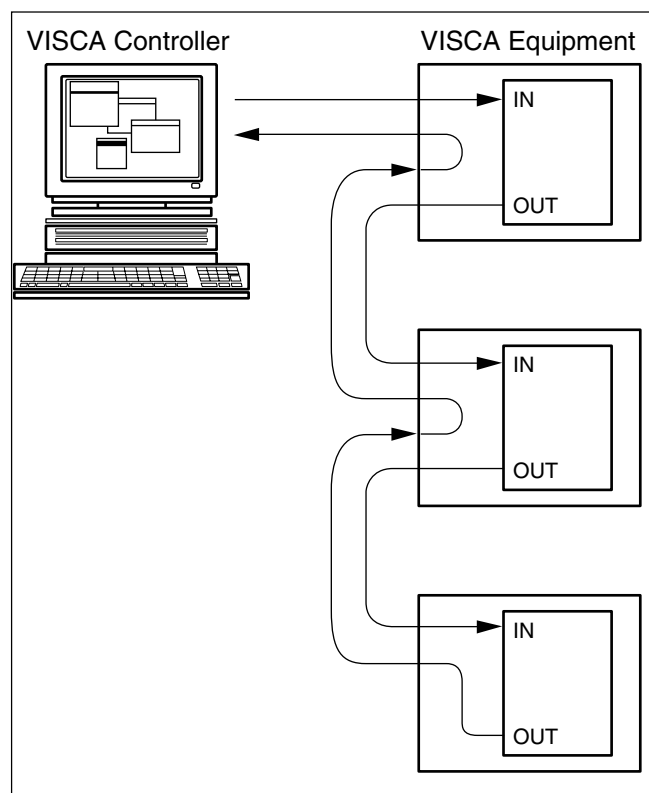 VISCA Controller
VISCA Equipment
IN
OUT
IN
OUT
IN
OUT